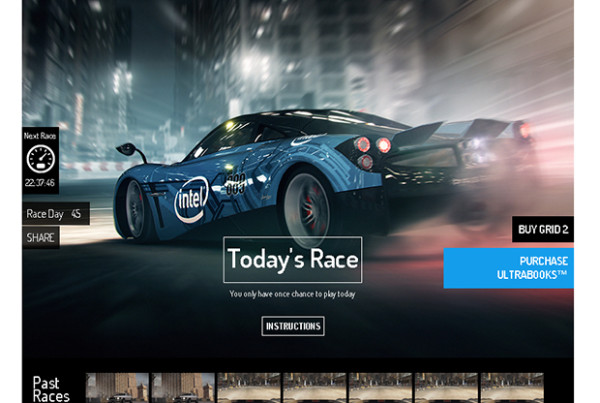 Next Race
22:37:46
intel
Race Day 45
SHARE
BUY GRID 2
Today's Race
PURCHASE
ULTRABOOKS™
You only have once chance to play today
INSTRUCTIONS
Past
Races